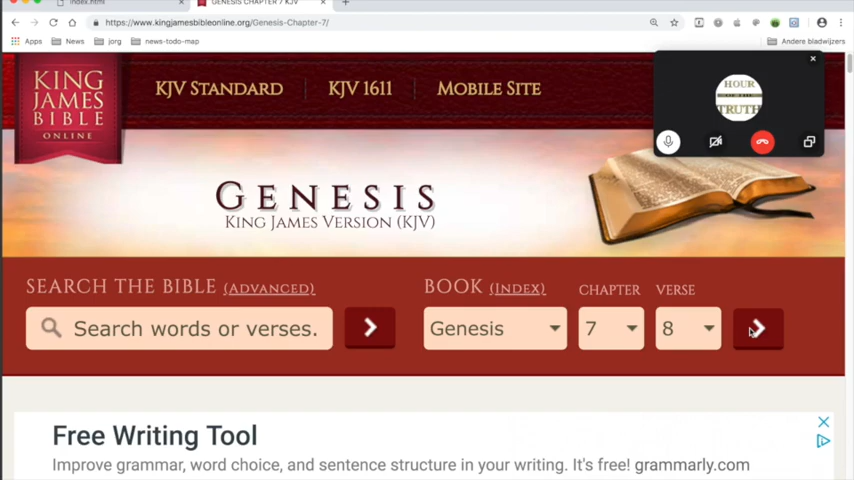 index.html
GENESIS CHAPTER 7 KJV
https://www.kingjamesbibleonline.org/Genesis-Chapter-7/
Apps News jorg news-todo-map Andere bladwijzers
KING JAMES BIBLE ONLINE
KJV STANDARD KJV 1611 MOBILE SITE
HOUR
TRUTH
GENESIS
KING JAMES VERSION (KJV)
SEARCH THE BIBLE (ADVANCED)
BOOK (INDEX) CHAPTER VERSE
Search words or verses.
Genesis 7 8
Free Writing Tool
Improve grammar, word choice, and sentence structure in your writing. It's free! grammarly.com